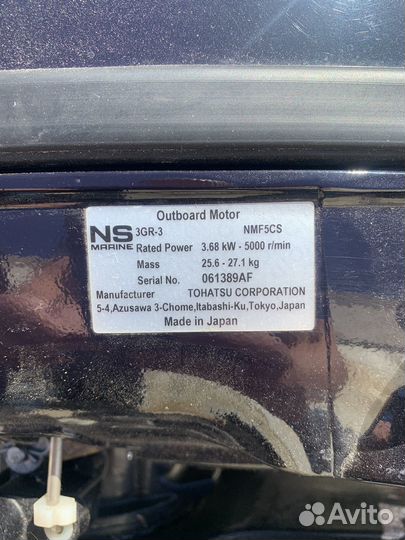 Outboard Motor
NS MARINE 3GR-3 NMF5CS
Rated Power 3.68 kW - 5000 r/min
Mass 25.6 - 27.1 kg
Serial No. 061389AF
Manufacturer TOHATSU CORPORATION
5-4,Azusawa 3-Chome,Itabashi-Ku,Tokyo,Japan
Made in Japan
Avito